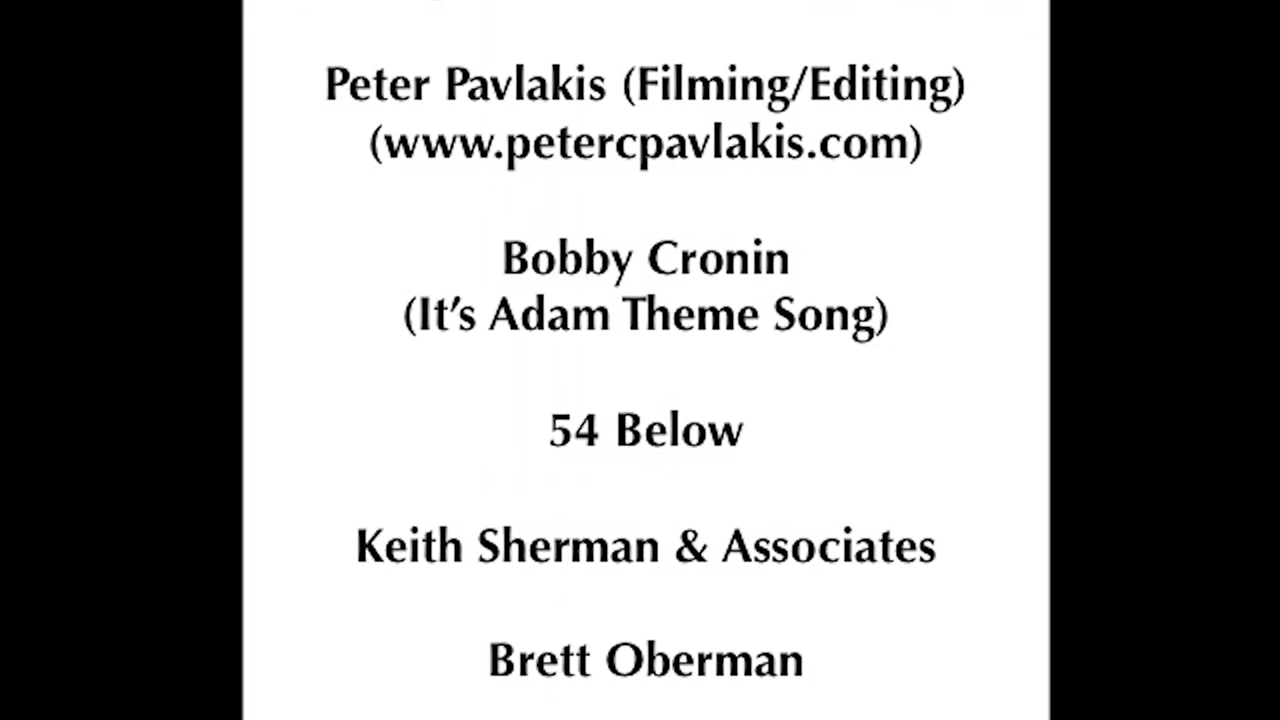 Peter Pavlakis (Filming/Editing)
(www.petercpavlakis.com)
Bobby Cronin
(It's Adam Theme Song)
54 Below
Keith Sherman & Associates
Brett Oberman